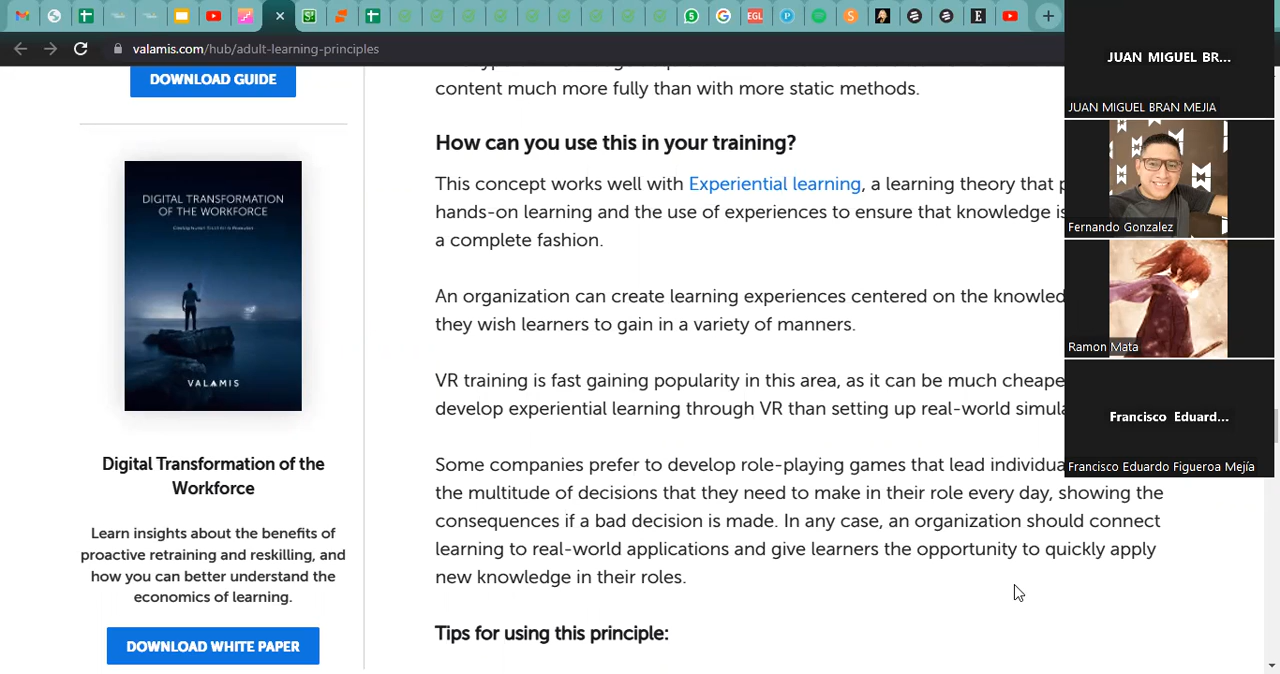 5
EGL
valamis.com/hub/adult-learning-principles
DOWNLOAD GUIDE
DIGITAL TRANSFORMATION
OF THE WORKFORCE
VALAMIS
Digital Transformation of the
Workforce
Learn insights about the benefits of
proactive retraining and reskilling, and
how you can better understand the
economics of learning.
DOWNLOAD WHITE PAPER
content much more fully than with more static methods.
How can you use this in your training?
This concept works well with Experiential learning, a learning theory that
hands-on learning and the use of experiences to ensure that knowledge
a complete fashion.
An organization can create learning experiences centered on the
they wish learners to gain in a variety of manners.
VR training is fast gaining popularity in this area, as it can be much
develop experiential learning through VR than setting up real-world
Some companies prefer to develop role-playing games that lead
the multitude of decisions that they need to make in their role every day, showing the
consequences if a bad decision is made. In any case, an organization should connect
learning to real-world applications and give learners the opportunity to quickly apply
new knowledge in their roles.
Tips for using this principle:
JUAN MIGUEL BR...
JUAN MIGUEL BRAN MEJIA
Fernando Gonzalez
Ramon Mata
Francisco Eduard...
Francisco Eduardo Figueroa Mejía